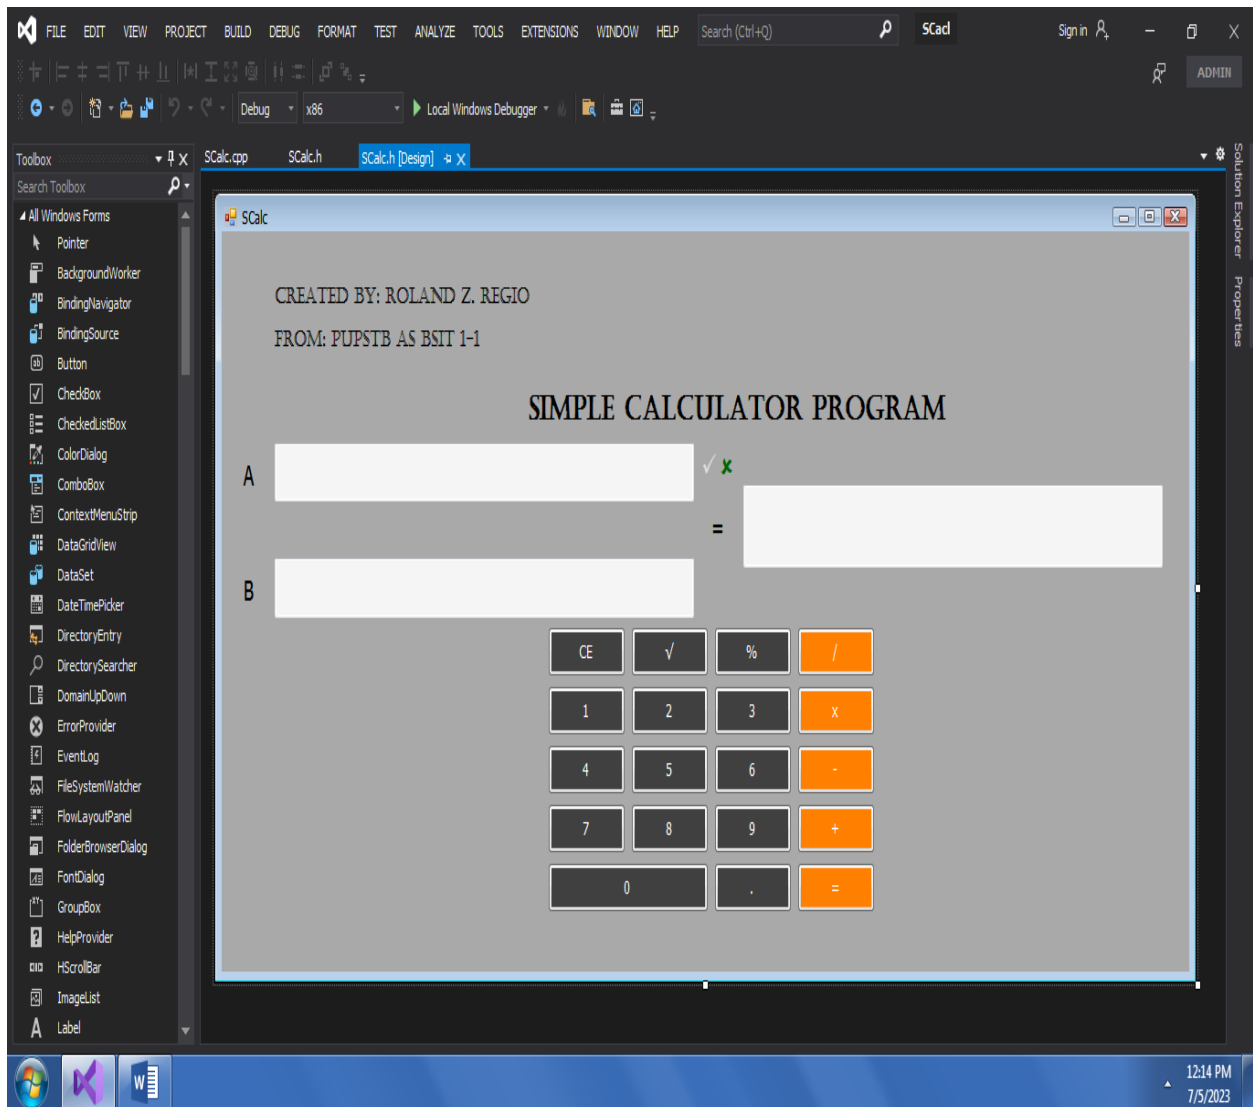 FILE EDIT VIEW PROJECT BUILD DEBUG FORMAT TEST ANALYZE TOOLS EXTENSIONS WINDOW HELP Search (Ctrl+Q) SCacl Sign in
ADMIN
Debug x86 Local Windows Debugger
Toolbox SCalc.cpp SCalc.h SCalc.h [Design]
Search Toolbox
All Windows Forms
Pointer
BackgroundWorker
BindingNavigator
BindingSource
Button
CheckBox
CheckedListBox
ColorDialog
ComboBox
ContextMenuStrip
DataGridView
DataSet
DateTimePicker
DirectoryEntry
DirectorySearcher
DomainUpDown
ErrorProvider
EventLog
FileSystemWatcher
FlowLayoutPanel
FolderBrowserDialog
FontDialog
GroupBox
HelpProvider
HScrollBar
ImageList
Label
SCalc
CREATED BY: ROLAND Z. REGIO
FROM: PUPSTB AS BSIT 1-1
SIMPLE CALCULATOR PROGRAM
A
√ x
=
B
CE √ % /
1 2 3 x
4 5 6 -
7 8 9 +
0 . =
Solution Explorer
Properties
12:14 PM
7/5/2023